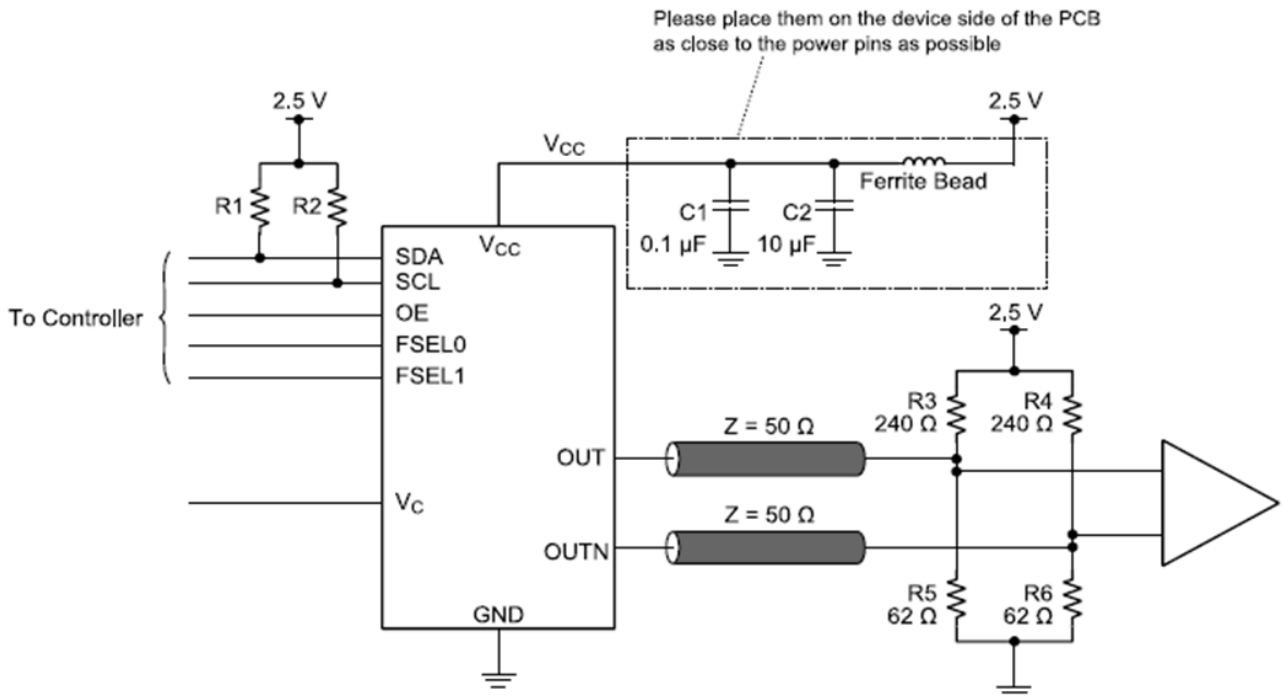 Please place them on the device side of the PCB
as close to the power pins as possible
2.5 V
2.5 V
VCC
Ferrite Bead
R1
R2
C1
0.1 µF
C2
10 µF
VCC
SDA
SCL
OE
FSEL0
FSEL1
To Controller
2.5 V
R3
240 Ω
R4
240 Ω
Z = 50 Ω
OUT
VC
Z = 50 Ω
OUTN
R5
62 Ω
R6
62 Ω
GND